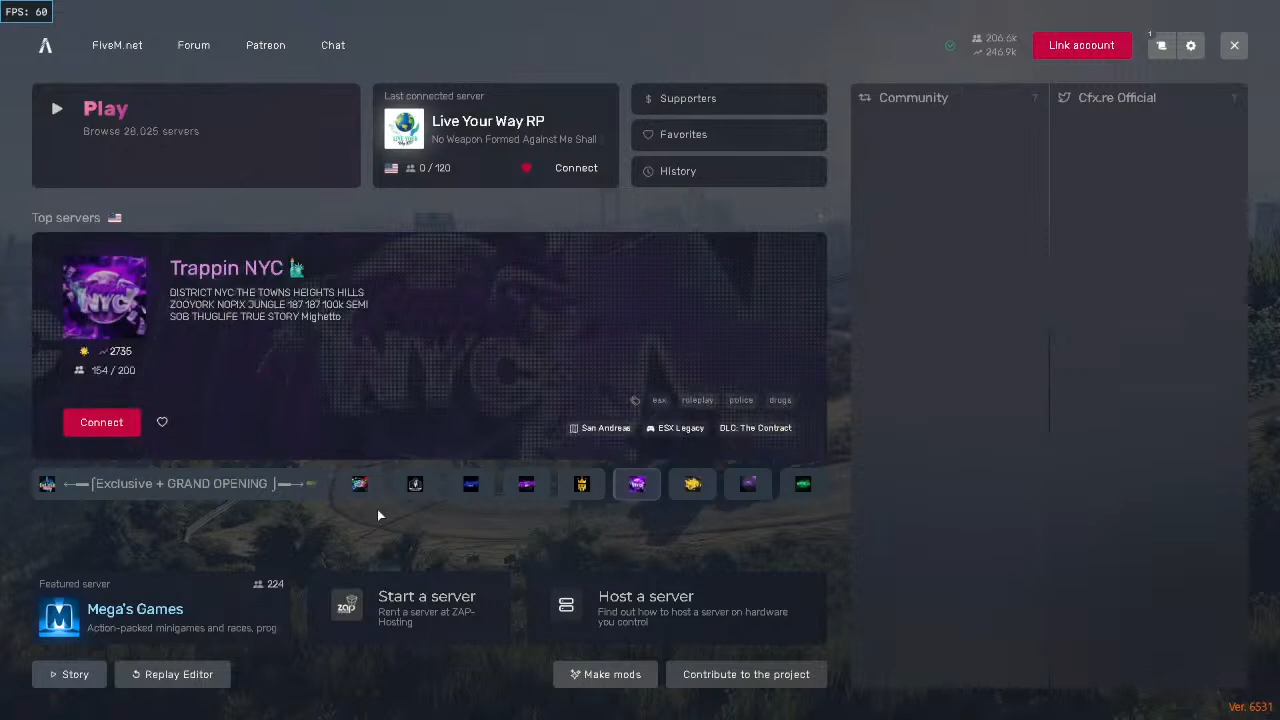 FPS: 60
FiveM.net
Forum
Patreon
Chat
206.6k
246.9k
Link account
1
Play
Browse 28,025 servers
Last connected server
Live Your Way RP
No Weapon Formed Against Me Shall
0 / 120
Connect
$ Supporters
Favorites
History
Community
?
Cfx.re Official
?
Top servers
Trappin NYC
DISTRICT NYC THE TOWNS HEIGHTS HILLS
ZOOYORK NOPIX JUNGLE 187 187 100k SEMI
SOB THUGLIFE TRUE STORY Mighetto
2735
154 / 200
Connect
esx roleplay police drugs
San Andreas
ESX Legacy
DLC: The Contract
[Exclusive + GRAND OPENING ]
Featured server
224
Mega's Games
Action-packed minigames and races, prog
ZAP
Start a server
Rent a server at ZAP-
Hosting
Host a server
Find out how to host a server on hardware
you control
Story
Replay Editor
Make mods
Contribute to the project
Ver. 6531